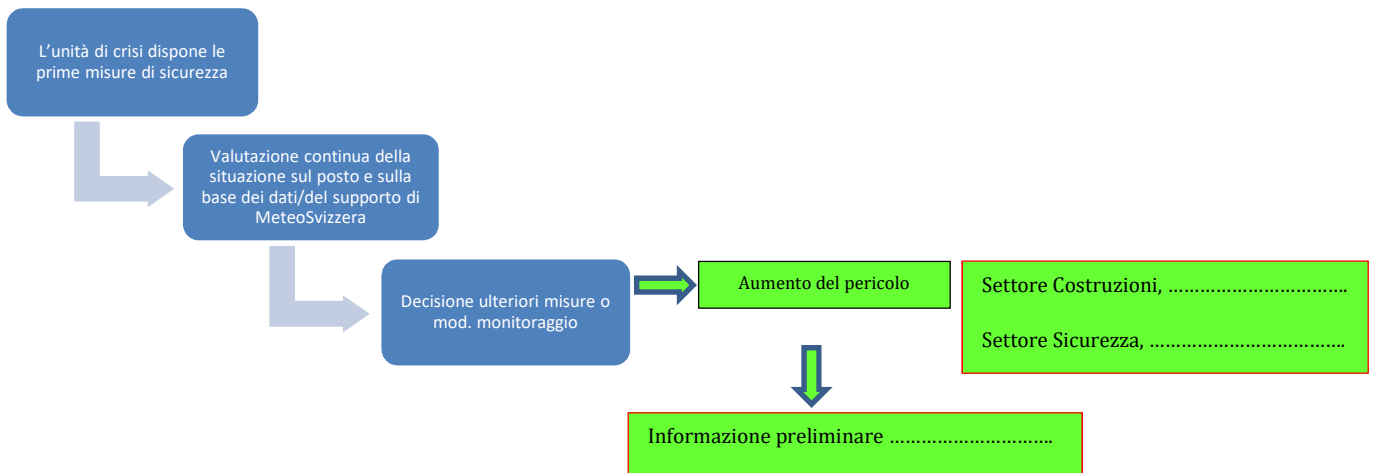 L’unità di crisi dispone le
prime misure di sicurezza
Valutazione continua della
situazione sul posto e sulla
base dei dati/del supporto di
MeteoSvizzera
Decisione ulteriori misure o
mod. monitoraggio
Aumento del pericolo
Settore Costruzioni, …………………………….
Settore Sicurezza, ………………………………..
Informazione preliminare ………………………….